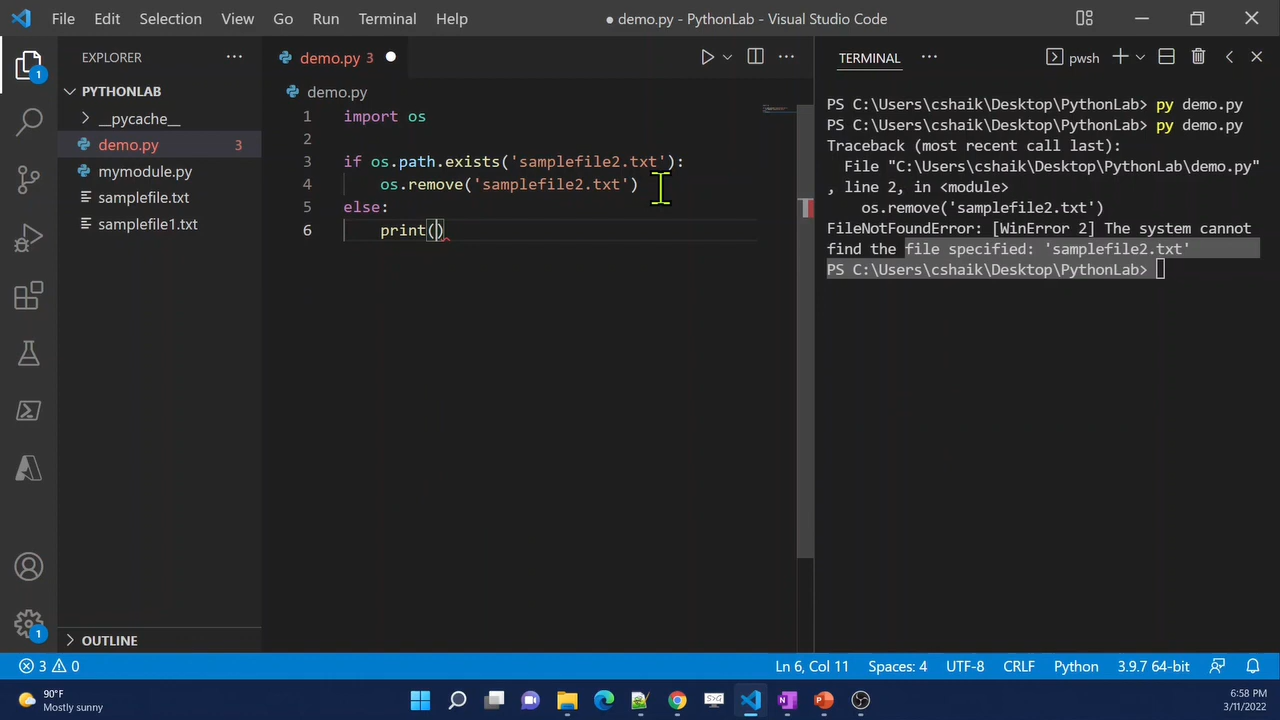 File Edit Selection View Go Run Terminal Help
● demo.py - PythonLab - Visual Studio Code
EXPLORER
PYTHONLAB
__pycache__
demo.py 3
mymodule.py
samplefile.txt
samplefile1.txt
OUTLINE
1
1
demo.py 3
demo.py
1 import os
2
3 if os.path.exists('samplefile2.txt'):
4 os.remove('samplefile2.txt')
5 else:
6 print()
TERMINAL
pwsh
PS C:\Users\cshaik\Desktop\PythonLab> py demo.py
PS C:\Users\cshaik\Desktop\PythonLab> py demo.py
Traceback (most recent call last):
File "C:\Users\cshaik\Desktop\PythonLab\demo.py"
, line 2, in <module>
os.remove('samplefile2.txt')
FileNotFoundError: [WinError 2] The system cannot
find the file specified: 'samplefile2.txt'
PS C:\Users\cshaik\Desktop\PythonLab>
3 0
Ln 6, Col 11 Spaces: 4 UTF-8 CRLF Python 3.9.7 64-bit
90°F
Mostly sunny
6:58 PM
3/11/2022